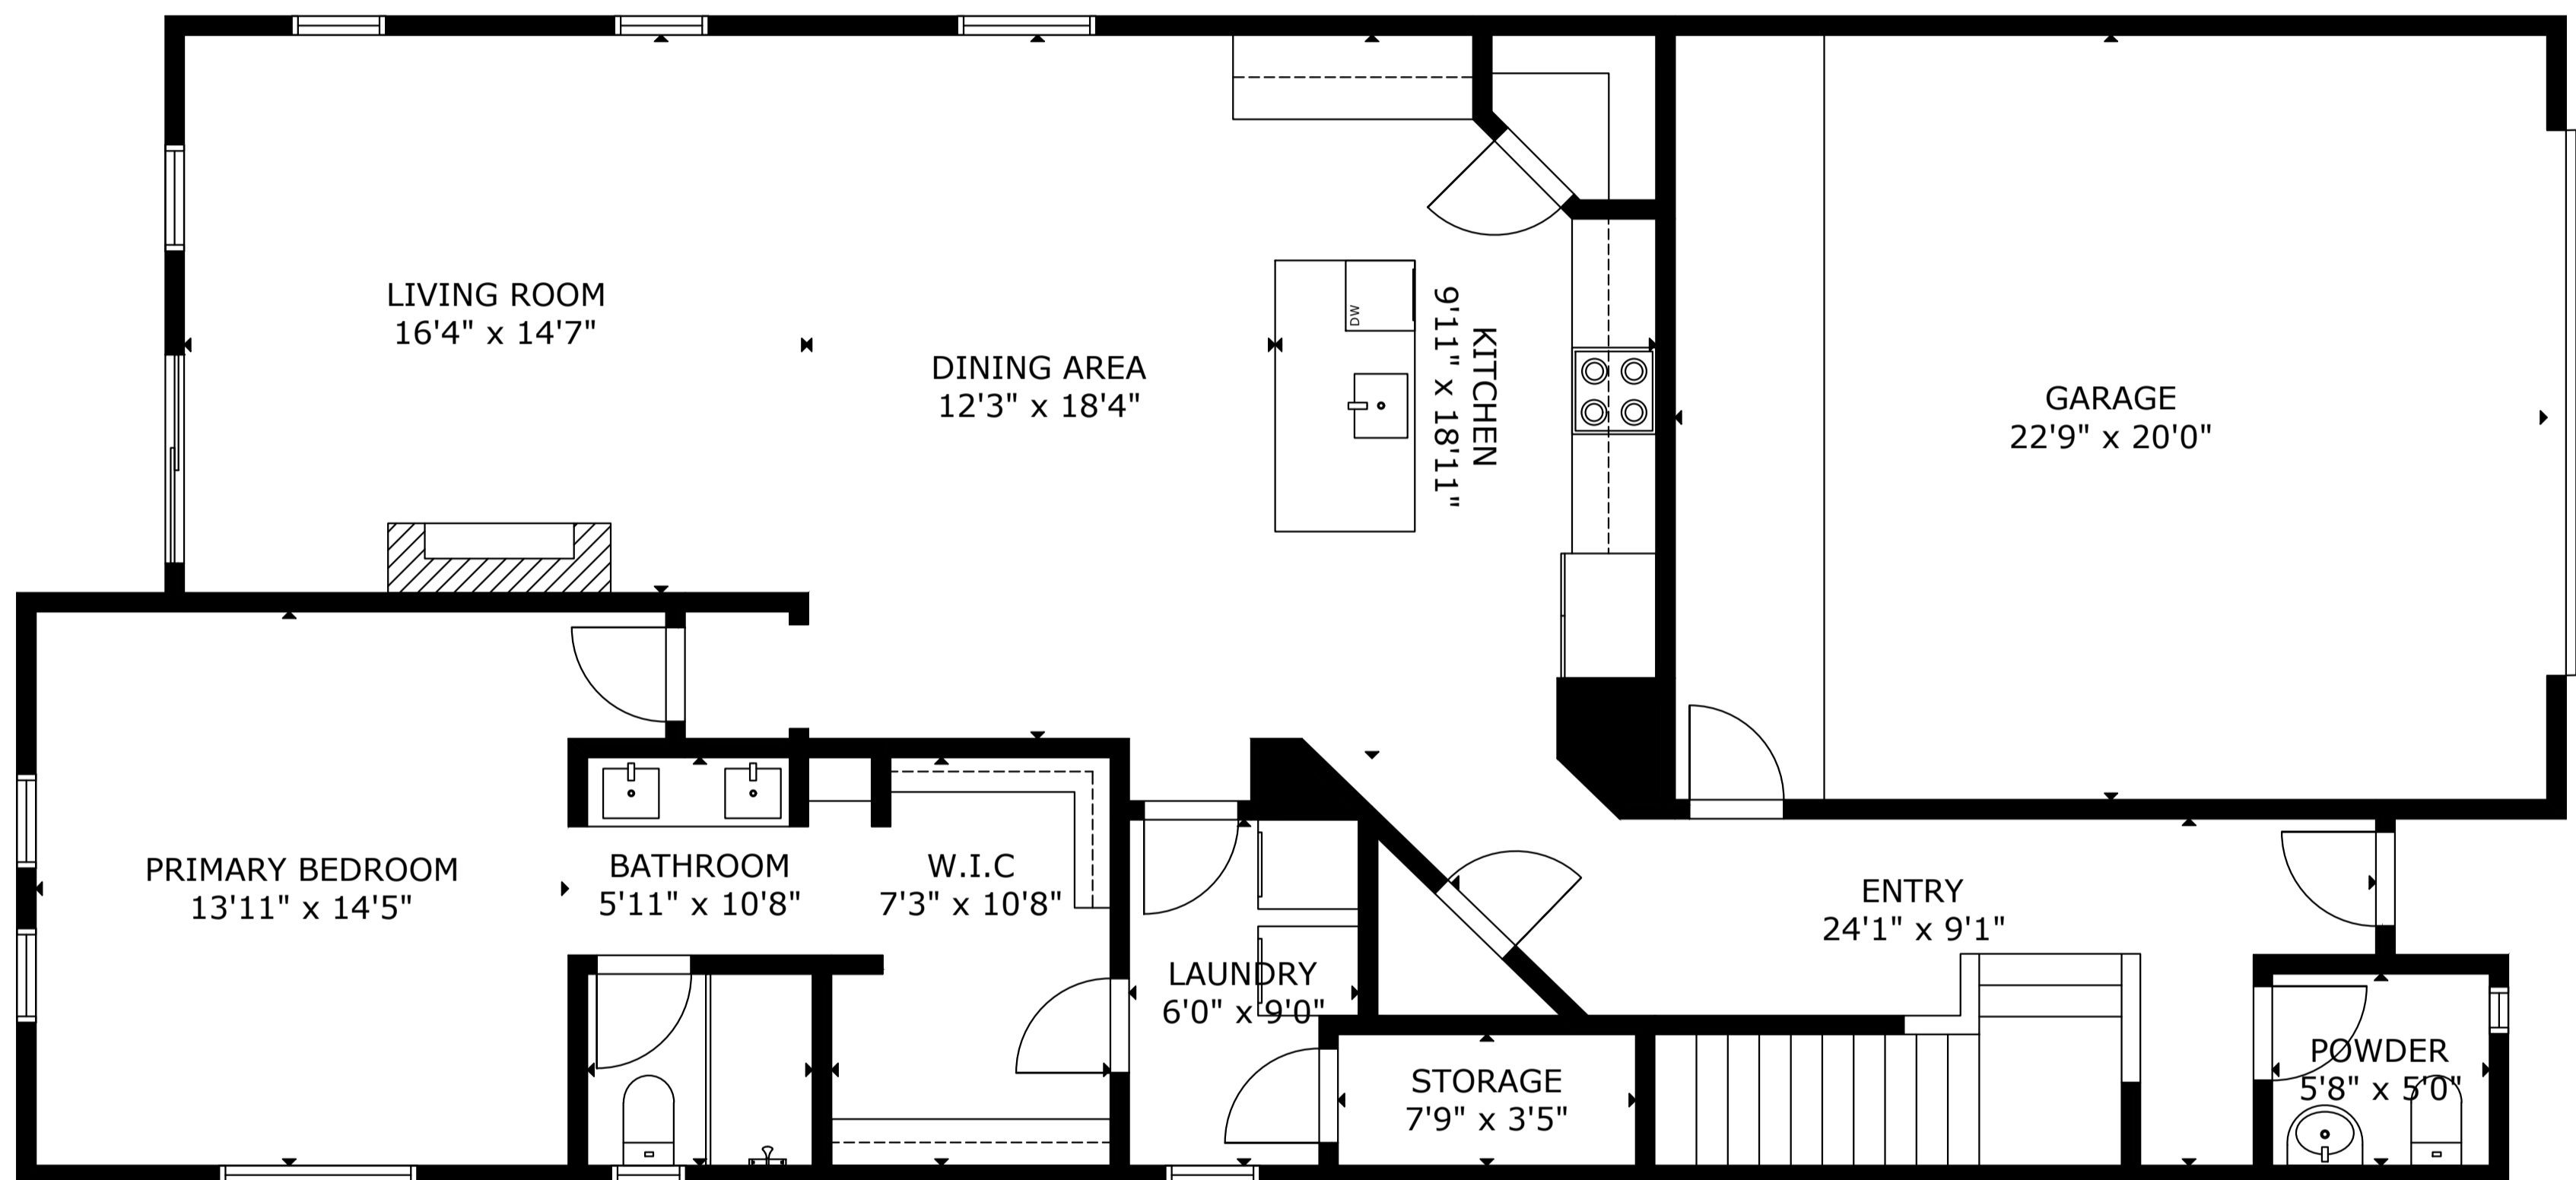 LIVING ROOM
16'4" x 14'7"
DINING AREA
12'3" x 18'4"
DW
KITCHEN
9'11" x 18'11"
GARAGE
22'9" x 20'0"
PRIMARY BEDROOM
13'11" x 14'5"
BATHROOM
5'11" x 10'8"
W.I.C
7'3" x 10'8"
LAUNDRY
6'0" x 9'0"
ENTRY
24'1" x 9'1"
STORAGE
7'9" x 3'5"
POWDER
5'8" x 5'0"